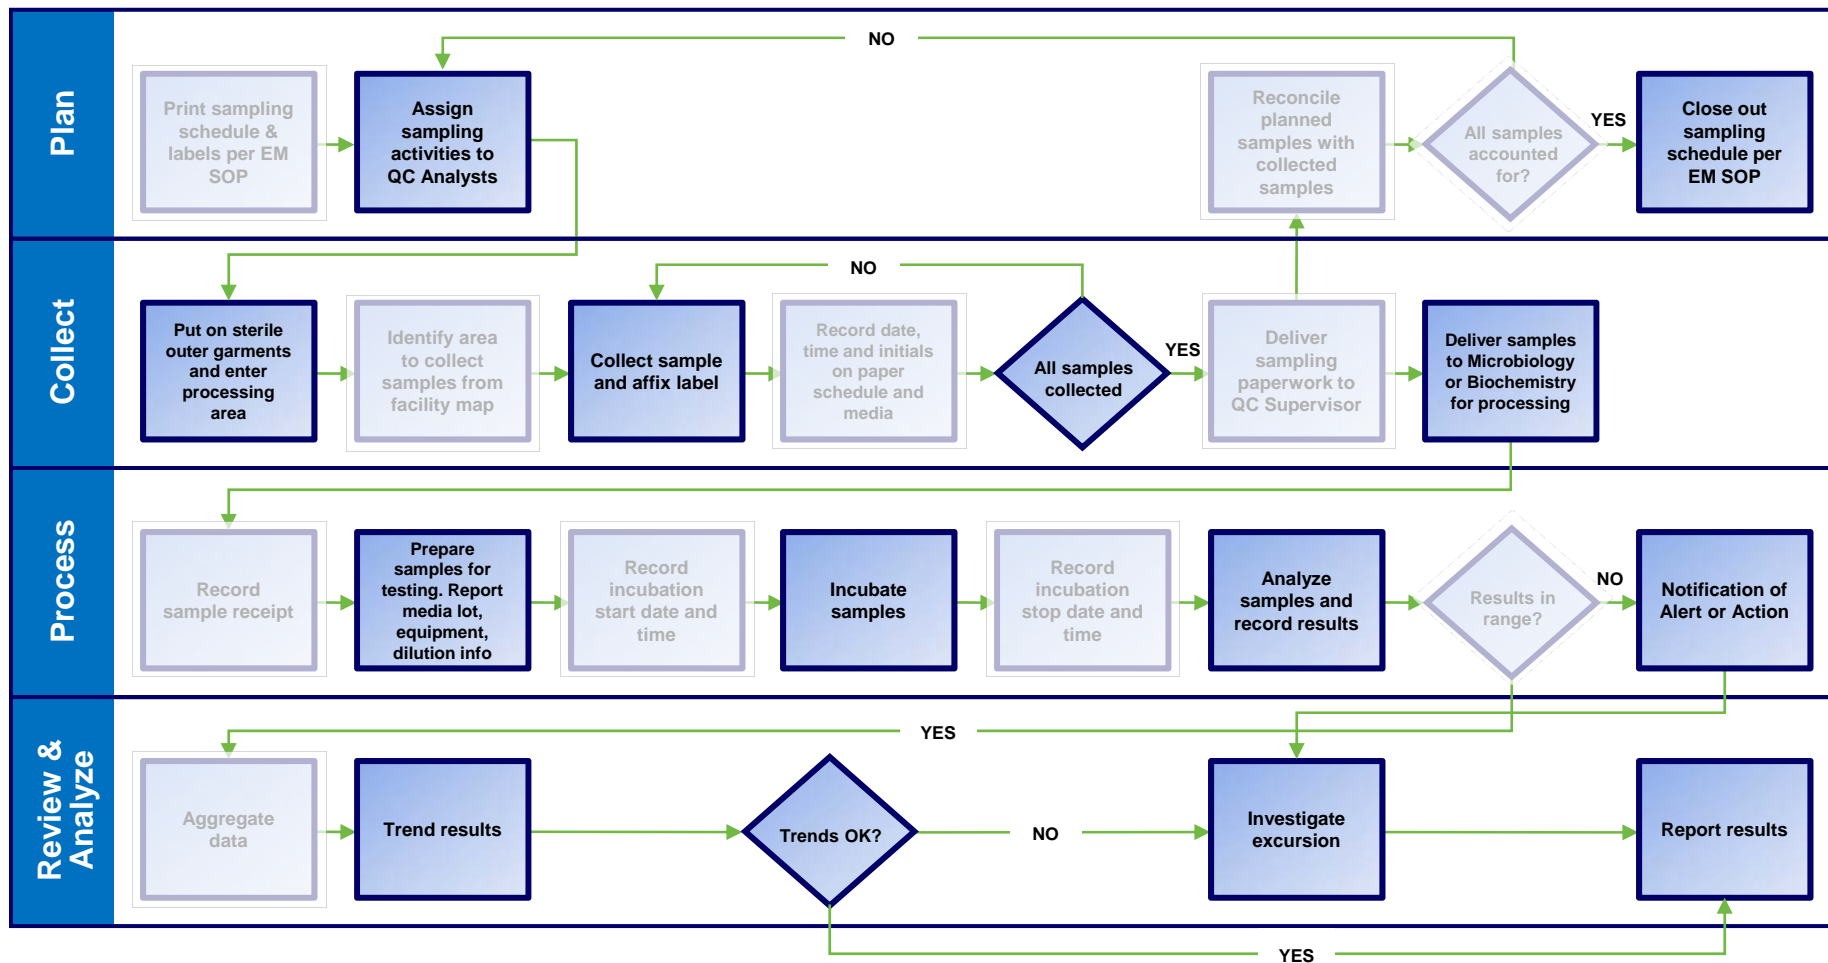 Plan
NO
Print sampling
schedule &
labels per EM
SOP
Assign
sampling
activities to
QC Analysts
Reconcile
planned
samples with
collected
samples
All samples
accounted
for?
YES
Close out
sampling
schedule per
EM SOP
Collect
NO
Put on sterile
outer garments
and enter
processing
area
Identify area
to collect
samples from
facility map
Collect sample
and affix label
Record date,
time and initials
on paper
schedule and
media
All samples
collected
YES
Deliver
sampling
paperwork to
QC Supervisor
Deliver samples
to Microbiology
or Biochemistry
for processing
Process
Record
sample receipt
Prepare
samples for
testing. Report
media lot,
equipment,
dilution info
Record
incubation
start date and
time
Incubate
samples
Record
incubation
stop date and
time
Analyze
samples and
record results
Results in
range?
NO
Notification of
Alert or Action
Review &
Analyze
YES
Aggregate
data
Trend results
Trends OK?
NO
Investigate
excursion
Report results
YES